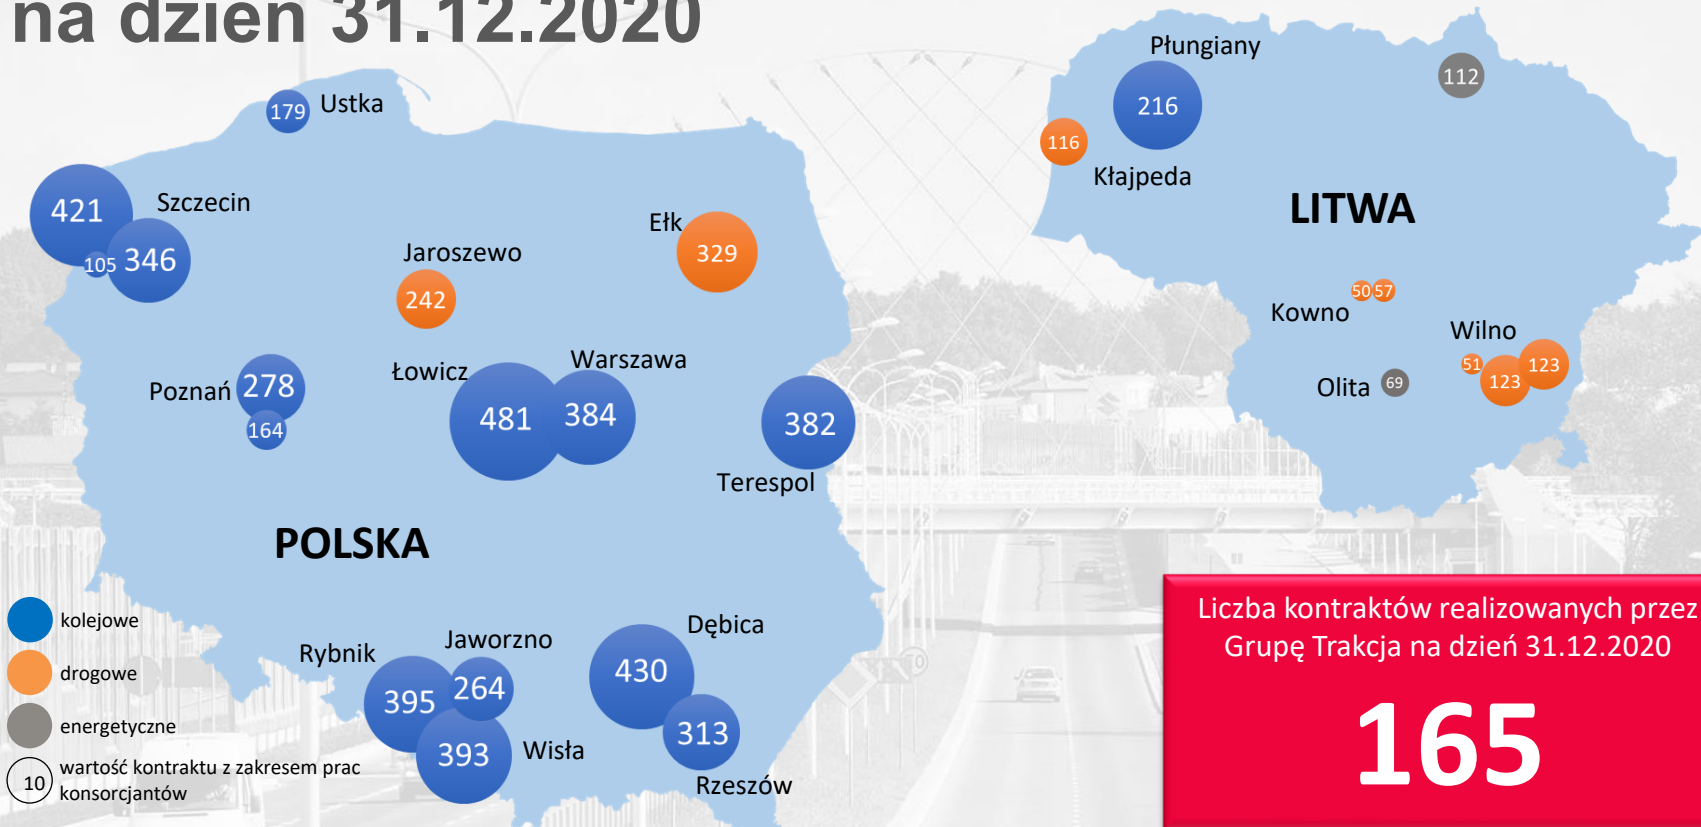 na dzień 31.12.2020
179 Ustka
421
Szczecin
105 346
Jaroszewo
242
Ełk
329
Poznań 278
164
Łowicz
Warszawa
481 384
382
Terespol
POLSKA
Rybnik
Jaworzno
395 264
393 Wisła
Dębica
430
313
Rzeszów
Płungiany
216
112
116
Kłajpeda
LITWA
50 57
Kowno
Wilno
51 123 123
Olita 69
kolejowe
drogowe
energetyczne
10 wartość kontraktu z zakresem prac
konsorcjantów
Liczba kontraktów realizowanych przez
Grupę Trakcja na dzień 31.12.2020
165